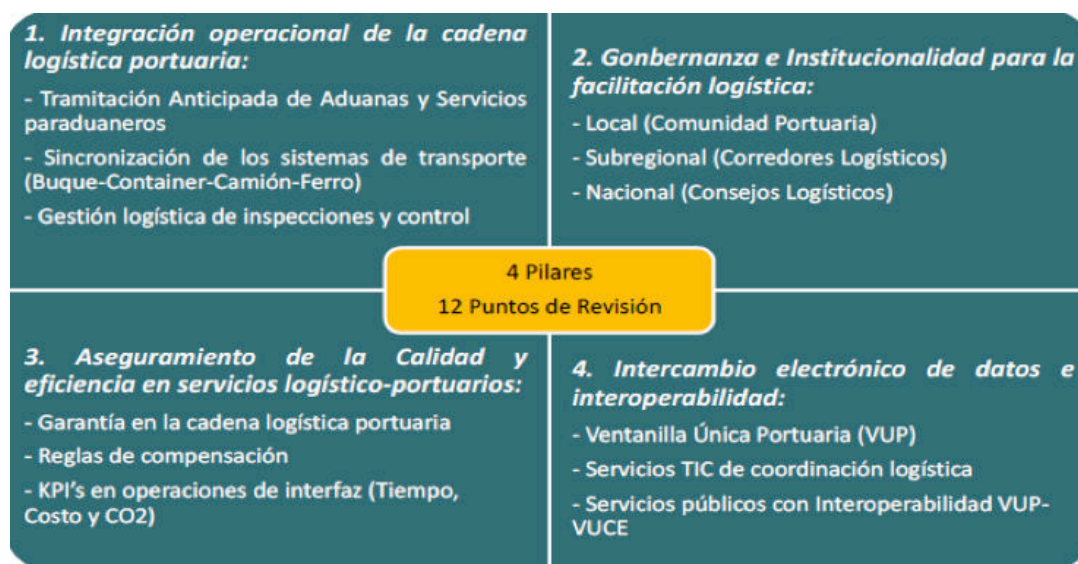 1. Integración operacional de la cadena
logística portuaria:
- Tramitación Anticipada de Aduanas y Servicios
paraduaneros
- Sincronización de los sistemas de transporte
(Buque-Container-Camión-Ferro)
- Gestión logística de inspecciones y control
2. Gonbernanza e Institucionalidad para la
facilitación logística:
- Local (Comunidad Portuaria)
- Subregional (Corredores Logísticos)
- Nacional (Consejos Logísticos)
4 Pilares
12 Puntos de Revisión
3. Aseguramiento de la Calidad y
eficiencia en servicios logístico-portuarios:
- Garantía en la cadena logística portuaria
- Reglas de compensación
- KPI's en operaciones de interfaz (Tiempo,
Costo y CO2)
4. Intercambio electrónico de datos e
interoperabilidad:
- Ventanilla Única Portuaria (VUP)
- Servicios TIC de coordinación logística
- Servicios públicos con Interoperabilidad VUP-
VUCE